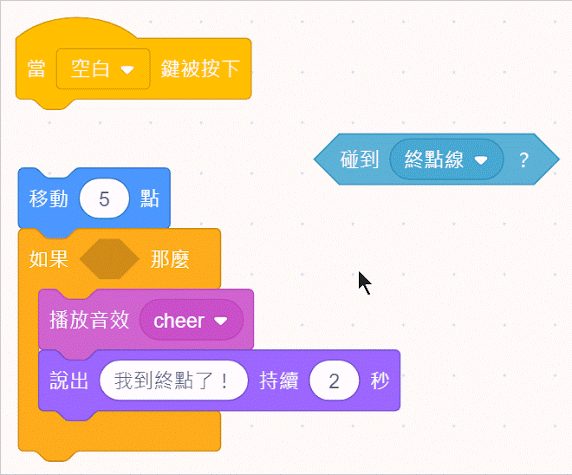 當 空白 鍵被按下
碰到 終點線 ?
移動 5 點
如果 那麼
播放音效 cheer
說出 我到終點了! 持續 2 秒